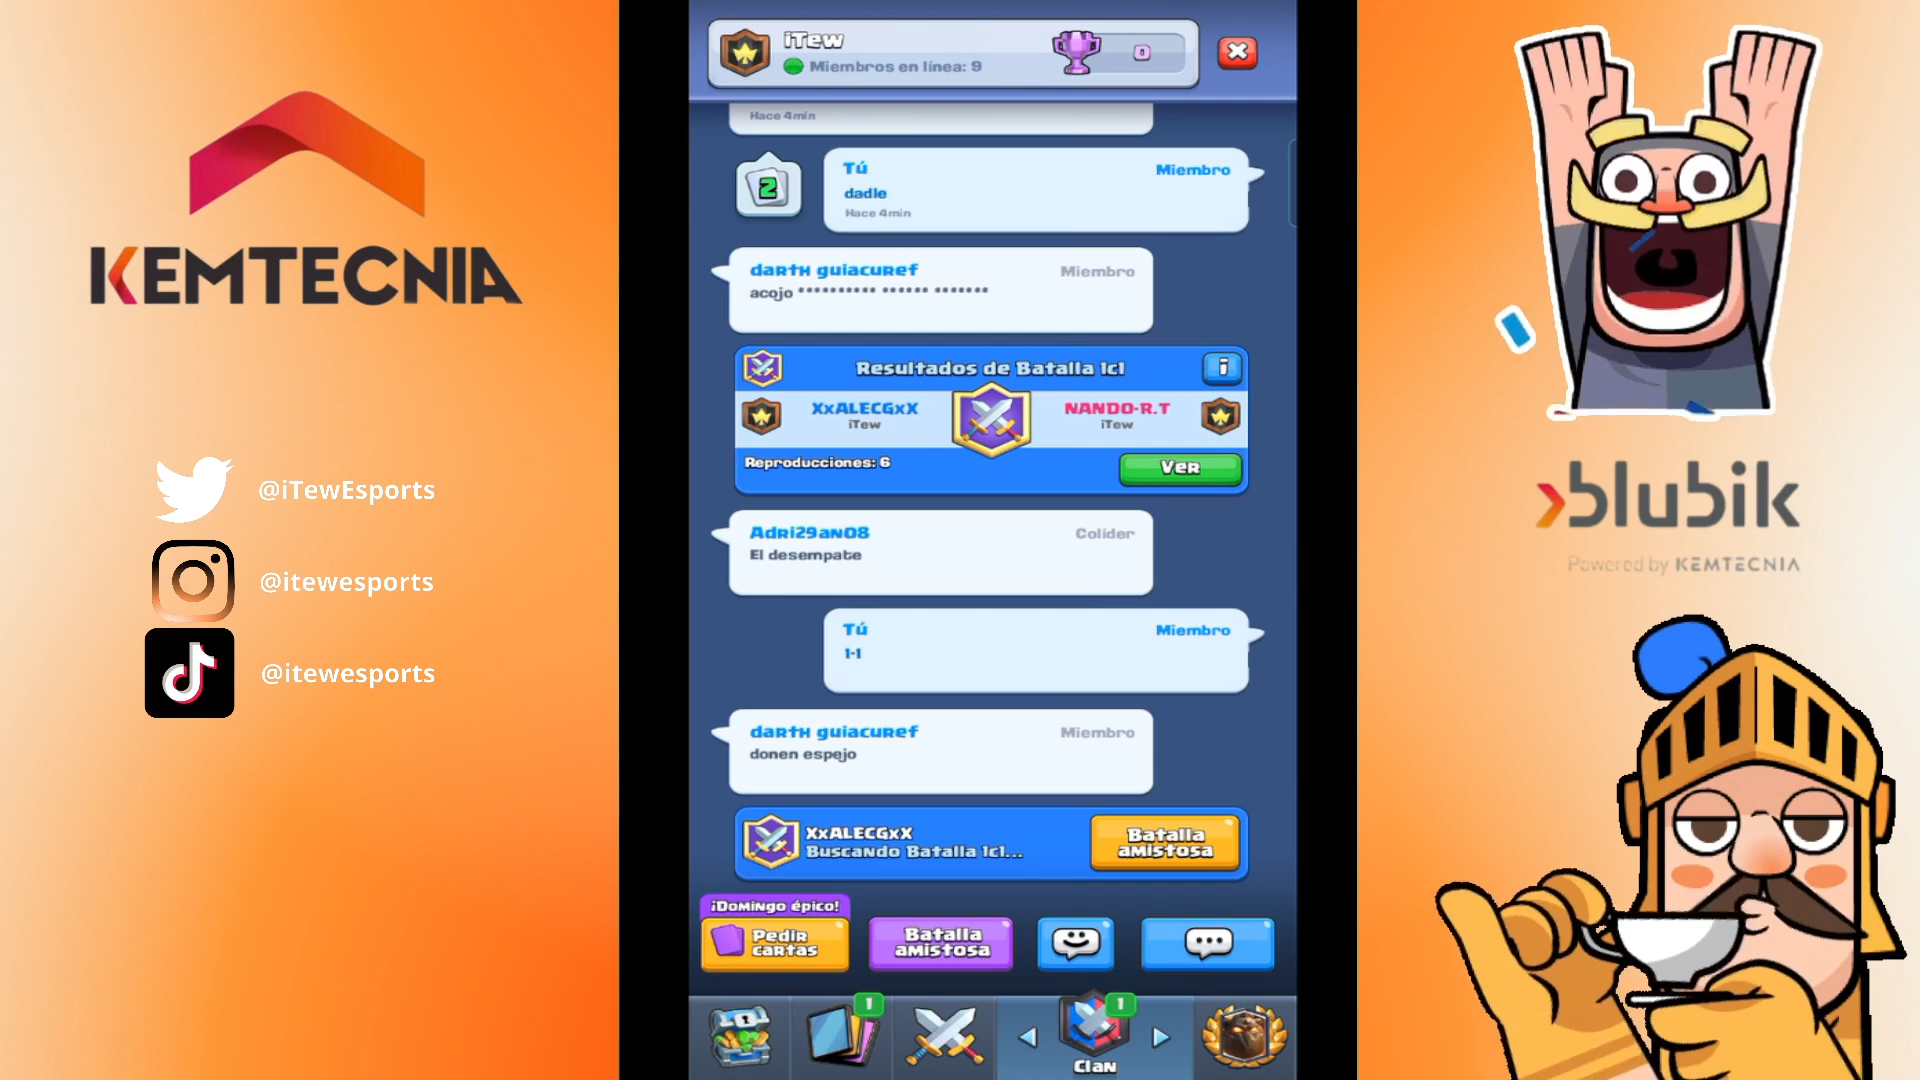 KEMTECNIA
@iTewEsports
@itewesports
@itewesports
iTew
Miembros en línea: 9
0
Hace 4min
2
Tú
Miembro
dadle
Hace 4min
darth guiacuref
Miembro
acojo ********** ****** *******
Resultados de Batalla 1c1
i
XxALECGxX
iTew
NANDO-R.T
iTew
Reproducciones: 6
Ver
Adri29an08
Colíder
El desempate
Tú
Miembro
1-1
darth guiacuref
Miembro
donen espejo
XxALECGxX
Buscando Batalla 1c1...
Batalla
amistosa
¡Domingo épico!
Pedir
cartas
Batalla
amistosa
1
1
Clan
blubik
Powered by KEMTECNIA